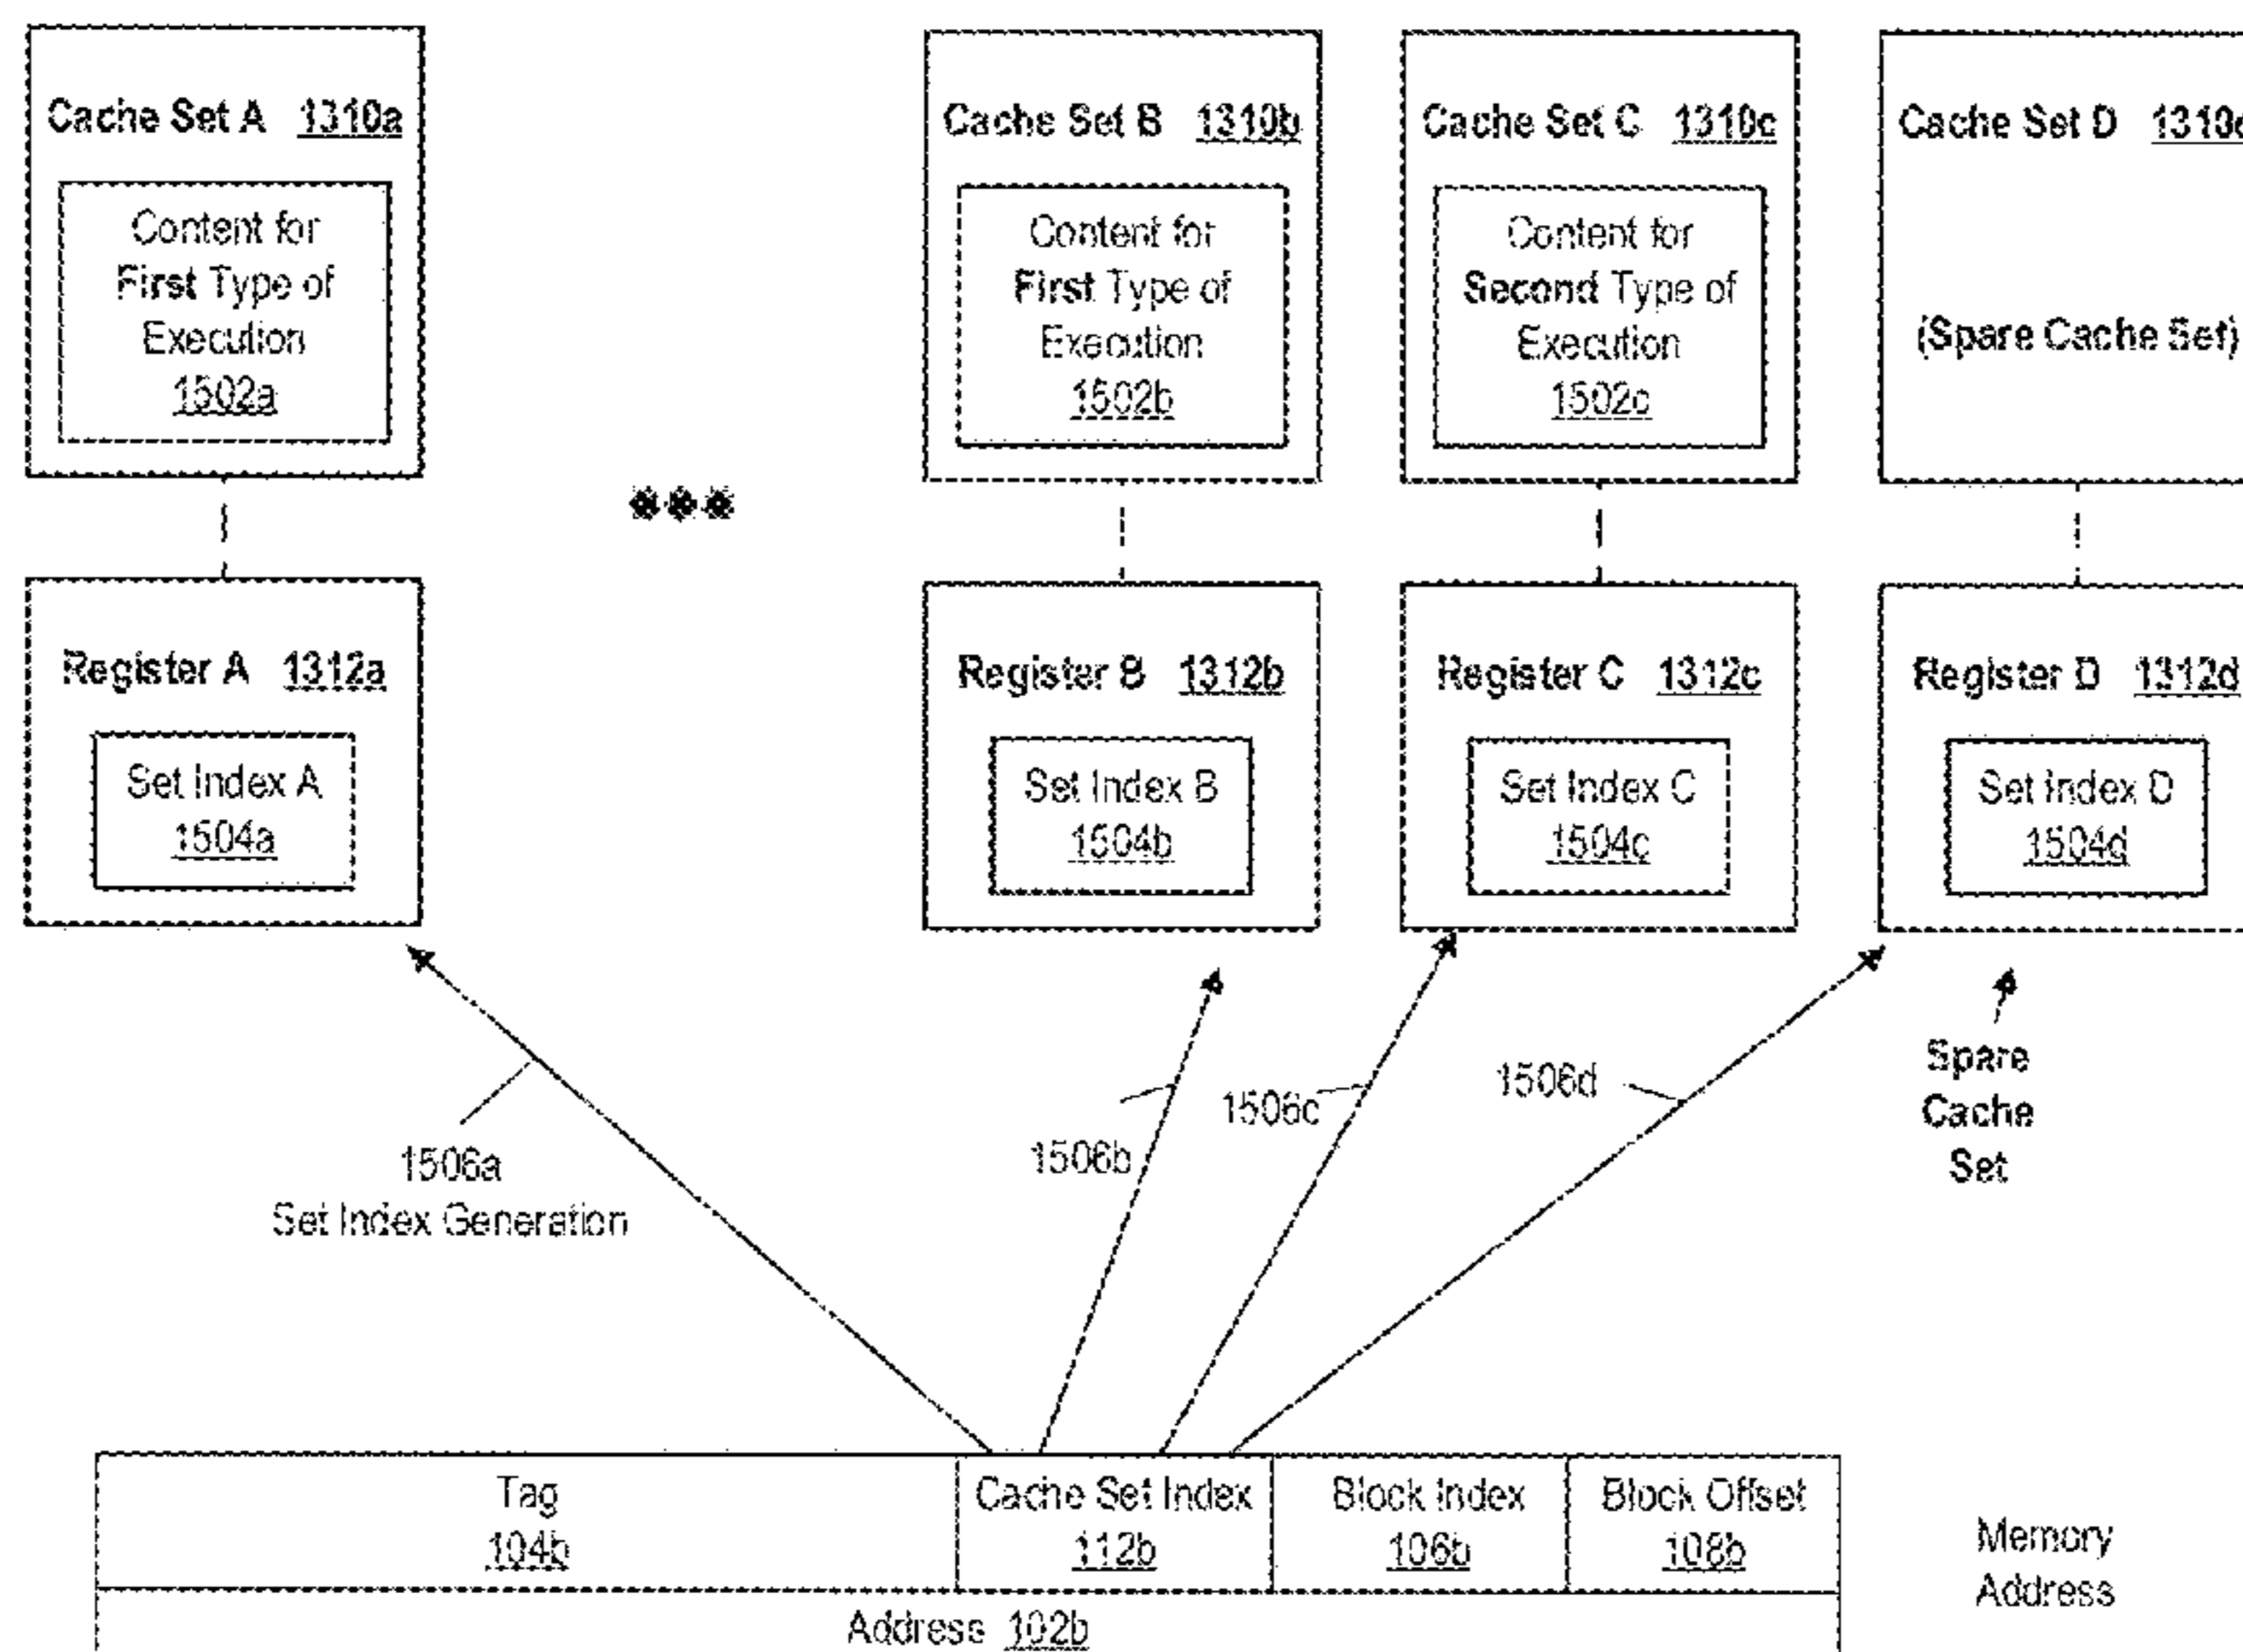 Cache Set A 1310a
Content for
First Type of
Execution
1502a
Cache Set B 1310b
Content for
First Type of
Execution
1502b
Cache Set C 1310c
Content for
Second Type of
Execution
1502c
Cache Set D
(Spare Cache Set)
Register A 1312a
Set Index A
1504a
Register B 1312b
Set Index B
1504b
Register C 1312c
Set Index C
1504c
Register D 1312d
Set Index D
1504d
1506a
Set Index Generation
1506b
1506c
1506d
Spare
Cache
Set
Tag
104b
Cache Set Index
112b
Block Index
106b
Block Offset
108b
Address 102b
Memory
Address